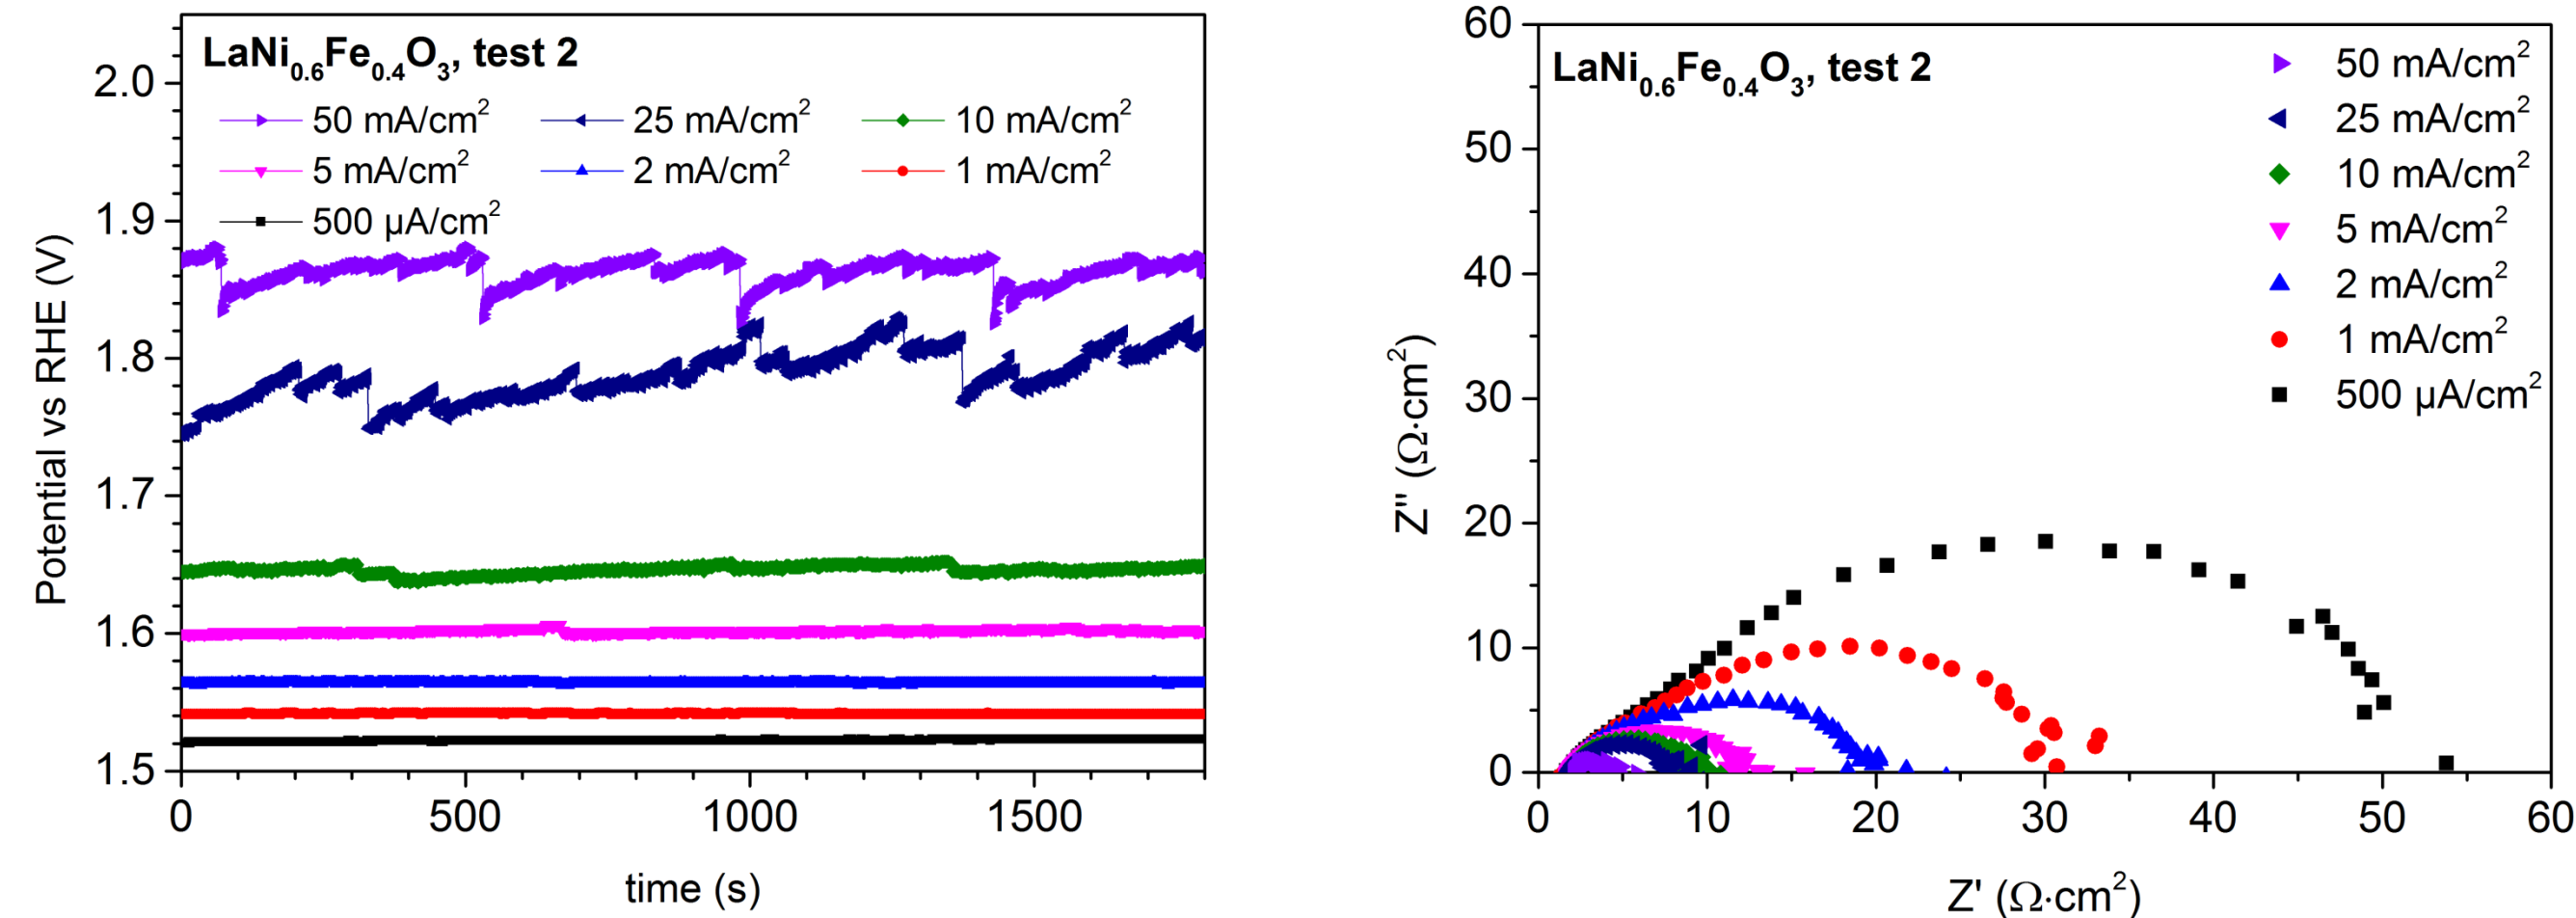 LaNi0.6Fe0.4O3, test 2
50 mA/cm² 25 mA/cm² 10 mA/cm²
5 mA/cm² 2 mA/cm² 1 mA/cm²
500 µA/cm²
Potential vs RHE (V)
2.0
1.9
1.8
1.7
1.6
1.5
0 500 1000 1500
time (s)
LaNi0.6Fe0.4O3, test 2
50 mA/cm²
25 mA/cm²
10 mA/cm²
5 mA/cm²
2 mA/cm²
1 mA/cm²
500 µA/cm²
Z'' (Ω·cm²)
60
50
40
30
20
10
0
0 10 20 30 40 50 60
Z' (Ω·cm²)